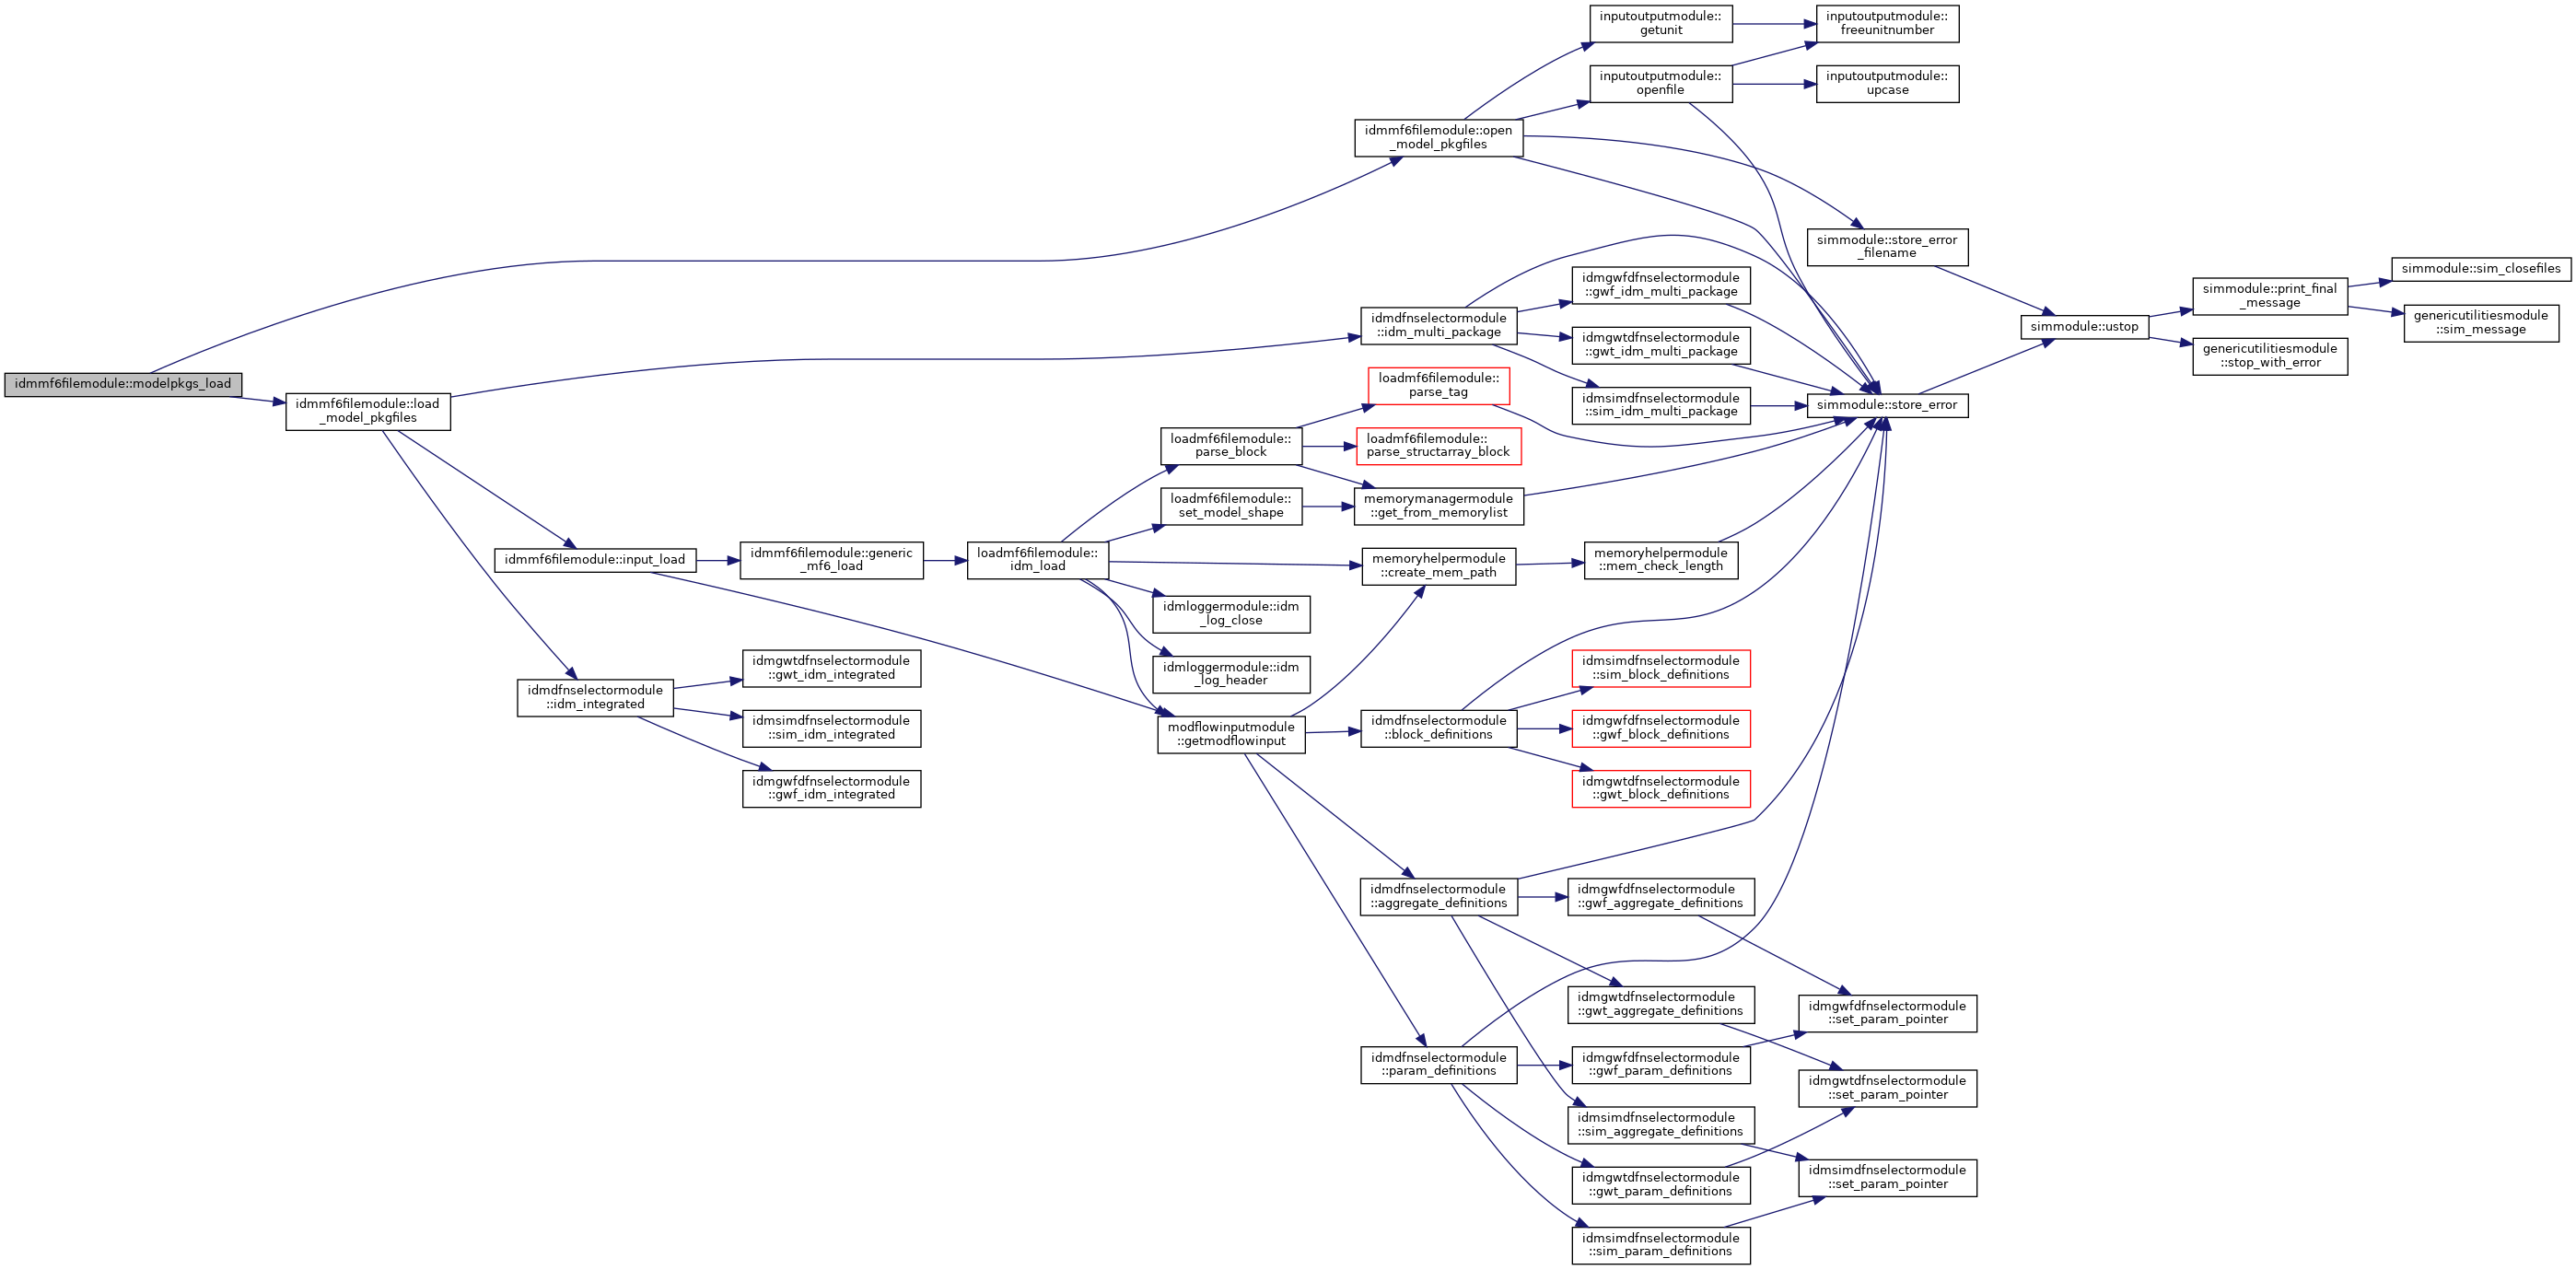 idmmf6filemodule::modelpkgs_load
idmmf6filemodule::load
_model_pkgfiles
idmmf6filemodule::input_load
idmdfnselectormodule
::idm_integrated
idmmf6filemodule::generic
_mf6_load
idmgwtdfnselectormodule
::gwt_idm_integrated
idmsimdfnselectormodule
::sim_idm_integrated
idmgwfdfnselectormodule
::gwf_idm_integrated
loadmf6filemodule::
idm_load
loadmf6filemodule::
parse_block
loadmf6filemodule::
set_model_shape
idmloggermodule::idm
_log_close
idmloggermodule::idm
_log_header
modflowinputmodule
::getmodflowinput
idmmf6filemodule::open
_model_pkgfiles
idmdfnselectormodule
::idm_multi_package
loadmf6filemodule::
parse_tag
loadmf6filemodule::
parse_structarray_block
memorymanagermodule
::get_from_memorylist
memoryhelpermodule
::create_mem_path
idmdfnselectormodule
::block_definitions
idmdfnselectormodule
::aggregate_definitions
idmdfnselectormodule
::param_definitions
inputoutputmodule::
getunit
inputoutputmodule::
openfile
idmgwfdfnselectormodule
::gwf_idm_multi_package
idmgwtdfnselectormodule
::gwt_idm_multi_package
idmsimdfnselectormodule
::sim_idm_multi_package
memoryhelpermodule
::mem_check_length
idmsimdfnselectormodule
::sim_block_definitions
idmgwfdfnselectormodule
::gwf_block_definitions
idmgwtdfnselectormodule
::gwt_block_definitions
idmgwfdfnselectormodule
::gwf_aggregate_definitions
idmgwtdfnselectormodule
::gwt_aggregate_definitions
idmgwfdfnselectormodule
::gwf_param_definitions
idmsimdfnselectormodule
::sim_aggregate_definitions
idmgwtdfnselectormodule
::gwt_param_definitions
idmsimdfnselectormodule
::sim_param_definitions
inputoutputmodule::
freeunitnumber
inputoutputmodule::
upcase
simmodule::store_error
_filename
simmodule::store_error
idmgwfdfnselectormodule
::set_param_pointer
idmgwtdfnselectormodule
::set_param_pointer
idmsimdfnselectormodule
::set_param_pointer
simmodule::ustop
simmodule::print_final
_message
genericutilitiesmodule
::stop_with_error
simmodule::sim_closefiles
genericutilitiesmodule
::sim_message